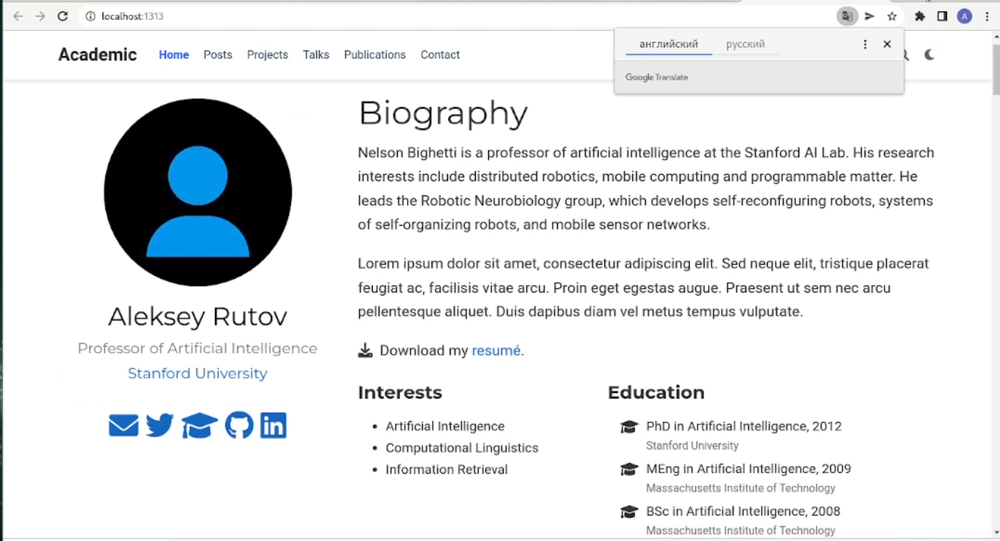 localhost:1313
A
английский русский
Google Translate
Academic Home Posts Projects Talks Publications Contact
Biography
Nelson Bighetti is a professor of artificial intelligence at the Stanford AI Lab. His research
interests include distributed robotics, mobile computing and programmable matter. He
leads the Robotic Neurobiology group, which develops self-reconfiguring robots, systems
of self-organizing robots, and mobile sensor networks.
Lorem ipsum dolor sit amet, consectetur adipiscing elit. Sed neque elit, tristique placerat
feugiat ac, facilisis vitae arcu. Proin eget egestas augue. Praesent ut sem nec arcu
pellentesque aliquet. Duis dapibus diam vel metus tempus vulputate.
Download my resumé.
Aleksey Rutov
Professor of Artificial Intelligence
Stanford University
in
Interests
Artificial Intelligence
Computational Linguistics
Information Retrieval
Education
PhD in Artificial Intelligence, 2012
Stanford University
MEng in Artificial Intelligence, 2009
Massachusetts Institute of Technology
BSc in Artificial Intelligence, 2008
Massachusetts Institute of Technology